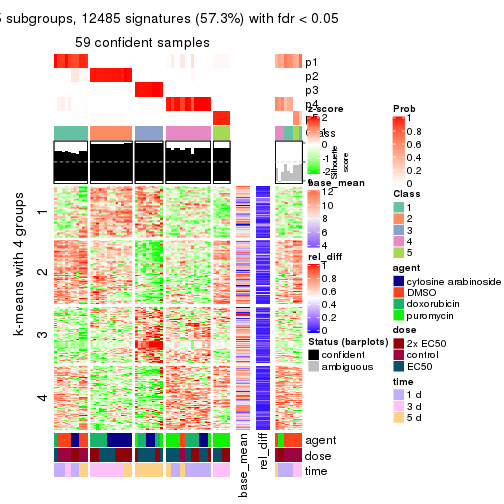 5 subgroups, 12485 signatures (57.3%) with fdr < 0.05
59 confident samples
p1
p2
p3
p4
p5
Class
Silhouette
score
1
2
3
4
k-means with 4 groups
agent
dose
time
base_mean
rel_diff
z-score
2
1
0
-1
-2
base_mean
12
10
8
6
4
rel_diff
1
0.8
0.6
0.4
0.2
0
Status (barplots)
confident
ambiguous
Prob
1
0.8
0.6
0.4
0.2
0
Class
1
2
3
4
5
agent
cytosine arabinoside
DMSO
doxorubicin
puromycin
dose
2x EC50
control
EC50
time
1 d
3 d
5 d